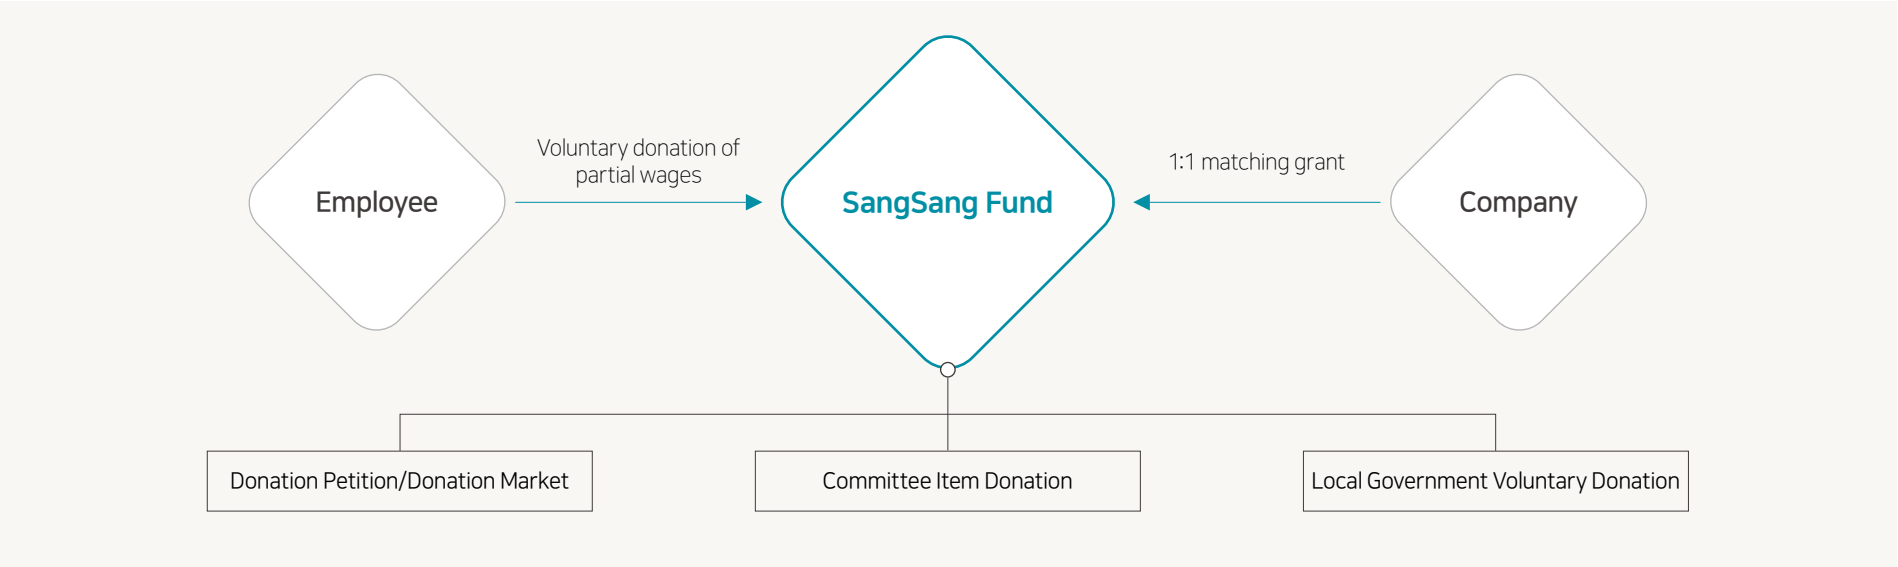 Employee
Voluntary donation of
partial wages
SangSang Fund
1:1 matching grant
Company
Donation Petition/Donation Market
Committee Item Donation
Local Government Voluntary Donation